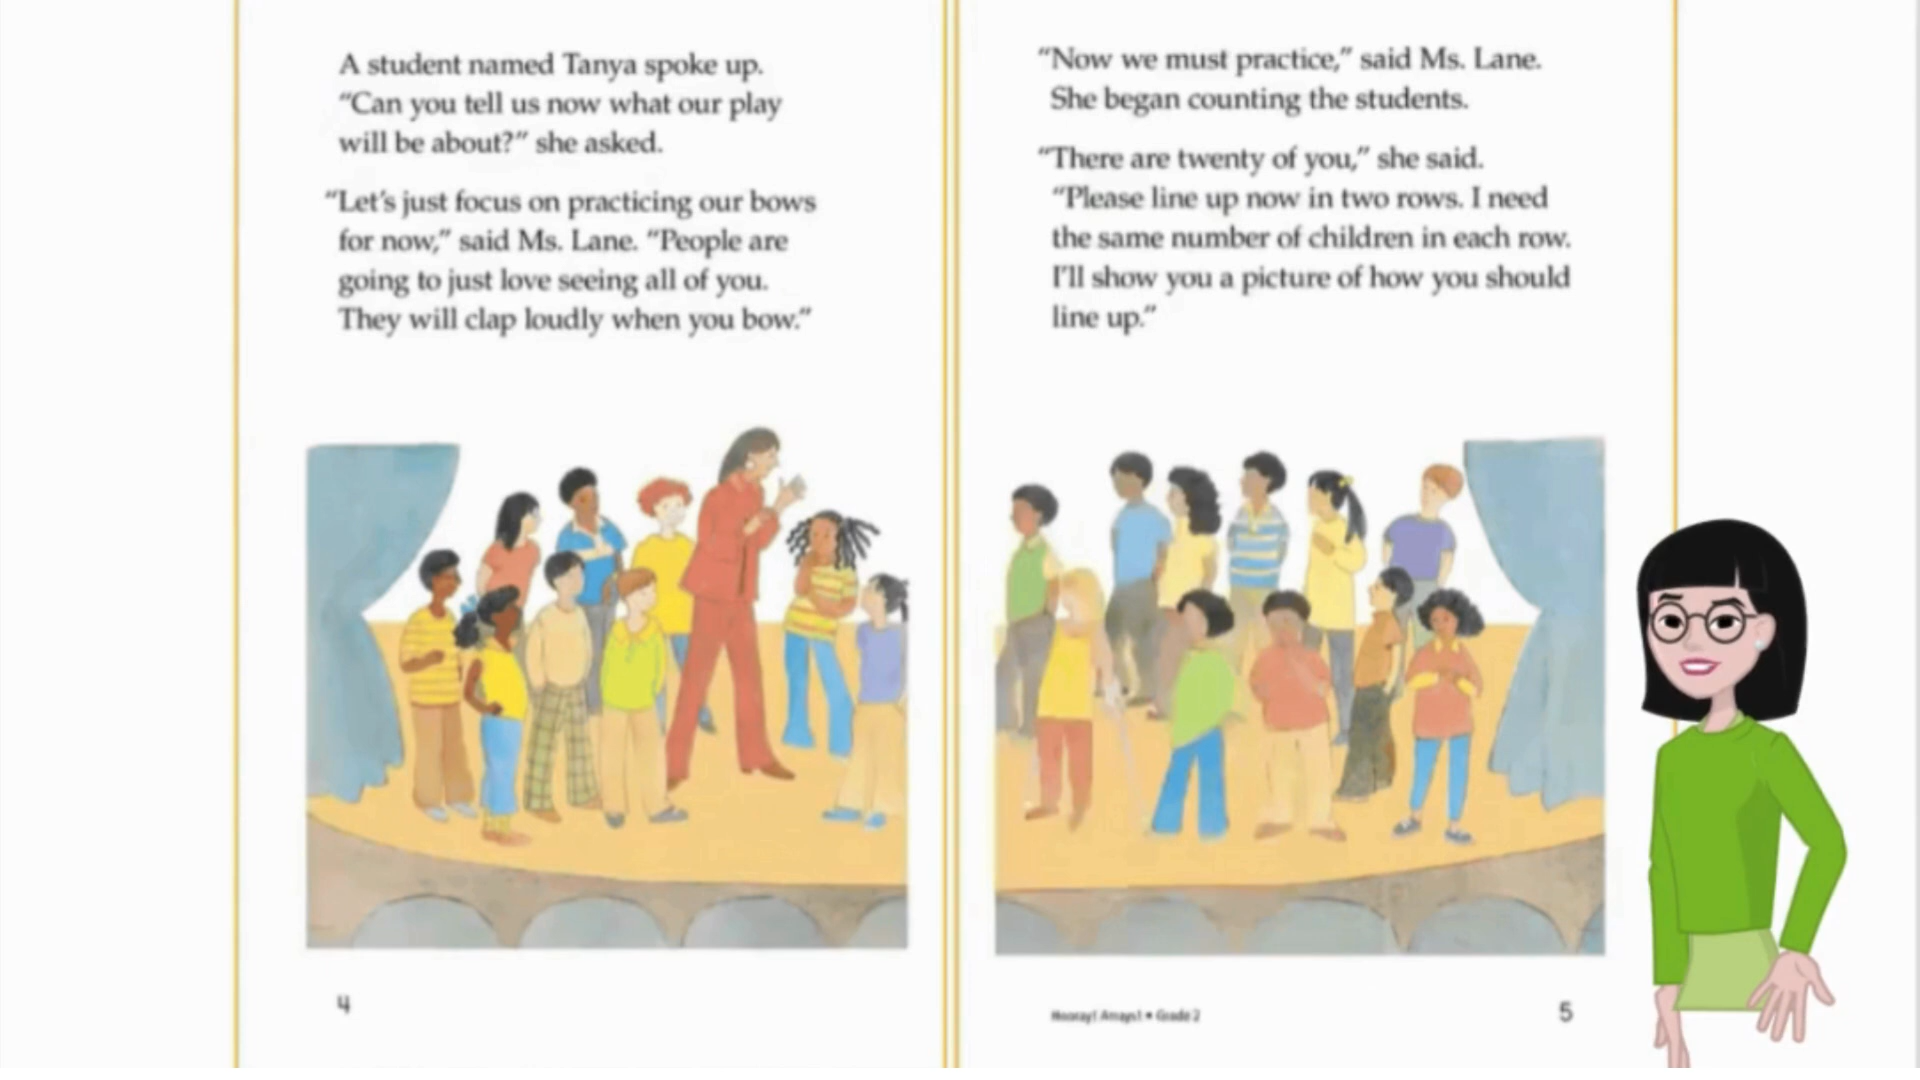 A student named Tanya spoke up.
“Can you tell us now what our play
will be about?” she asked.
“Let’s just focus on practicing our bows
for now,” said Ms. Lane. “People are
going to just love seeing all of you.
They will clap loudly when you bow.”
4
“Now we must practice,” said Ms. Lane.
She began counting the students.
“There are twenty of you,” she said.
“Please line up now in two rows. I need
the same number of children in each row.
I’ll show you a picture of how you should
line up.”
Hooray! Arrays! • Grade 2
5